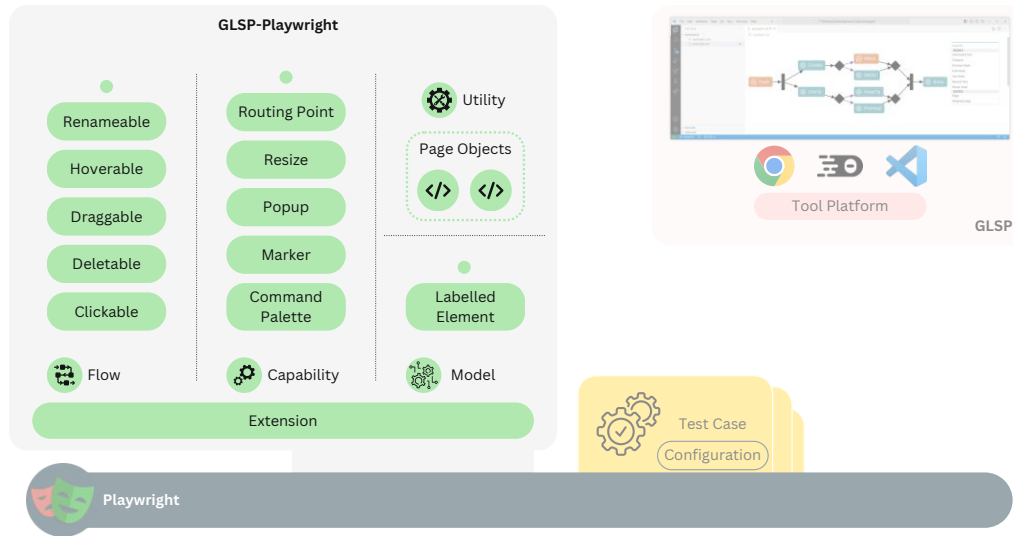 GLSP-Playwright
Renameable
Hoverable
Draggable
Deletable
Clickable
Flow
Routing Point
Resize
Popup
Marker
Command
Palette
Capability
Utility
Page Objects
</>
</>
Labelled
Element
Model
Extension
Tool Platform
GLSP
Test Case
Configuration
Playwright